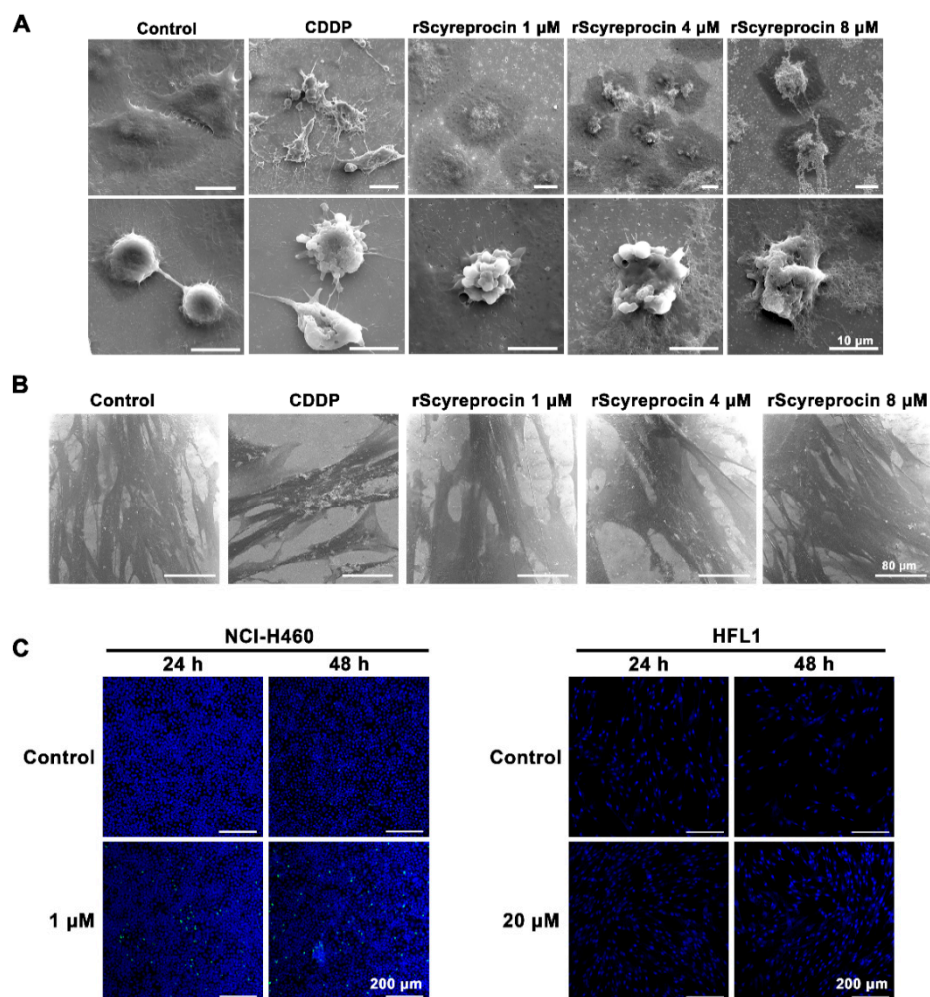 A
Control CDDP rScyreprocin 1 μM rScyreprocin 4 μM rScyreprocin 8 μM
10 μm
B
Control CDDP rScyreprocin 1 μM rScyreprocin 4 μM rScyreprocin 8 μM
80 μm
C
NCI-H460 HFL1
24 h 48 h 24 h 48 h
Control Control
1 μM 20 μM
200 μm 200 μm